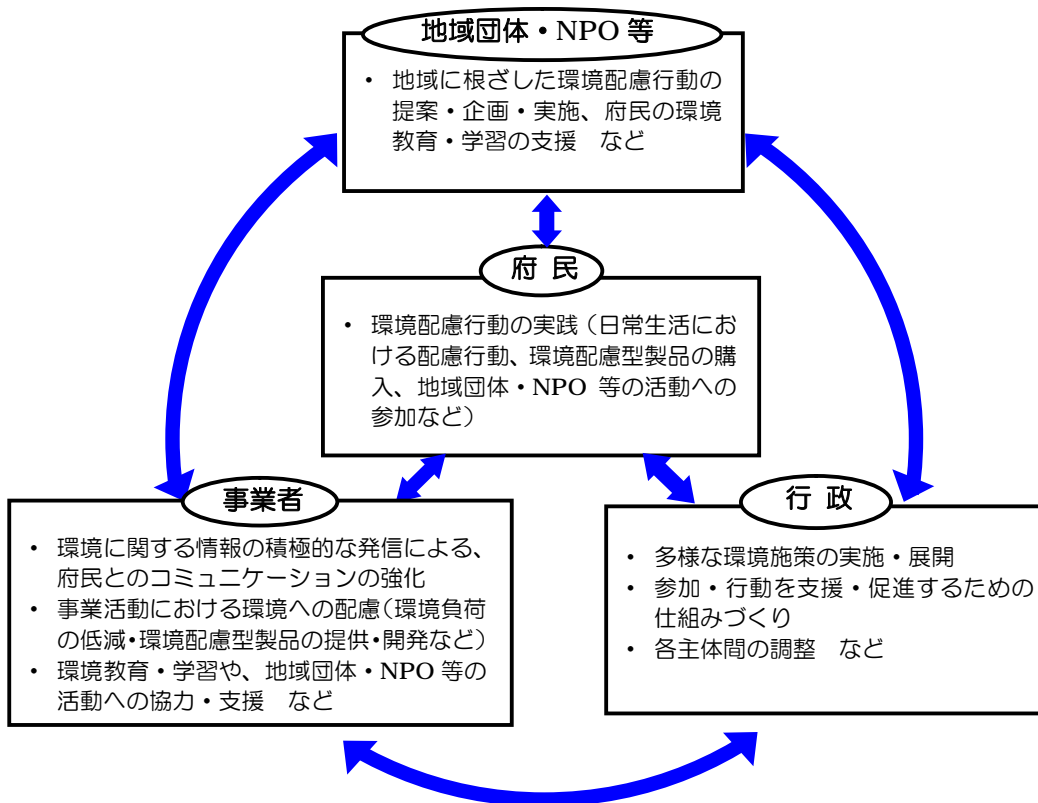 地域団体・NPO 等
・ 地域に根ざした環境配慮行動の
提案・企画・実施、府民の環境
教育・学習の支援　など
府 民
・ 環境配慮行動の実践（日常生活にお
ける配慮行動、環境配慮型製品の購
入、地域団体・NPO 等の活動への
参加など）
事業者
・ 環境に関する情報の積極的な発信による、
府民とのコミュニケーションの強化
・ 事業活動における環境への配慮（環境負荷
の低減・環境配慮型製品の提供・開発など）
・ 環境教育・学習や、地域団体・NPO 等の
活動への協力・支援　など
行 政
・ 多様な環境施策の実施・展開
・ 参加・行動を支援・促進するための
仕組みづくり
・ 各主体間の調整　など